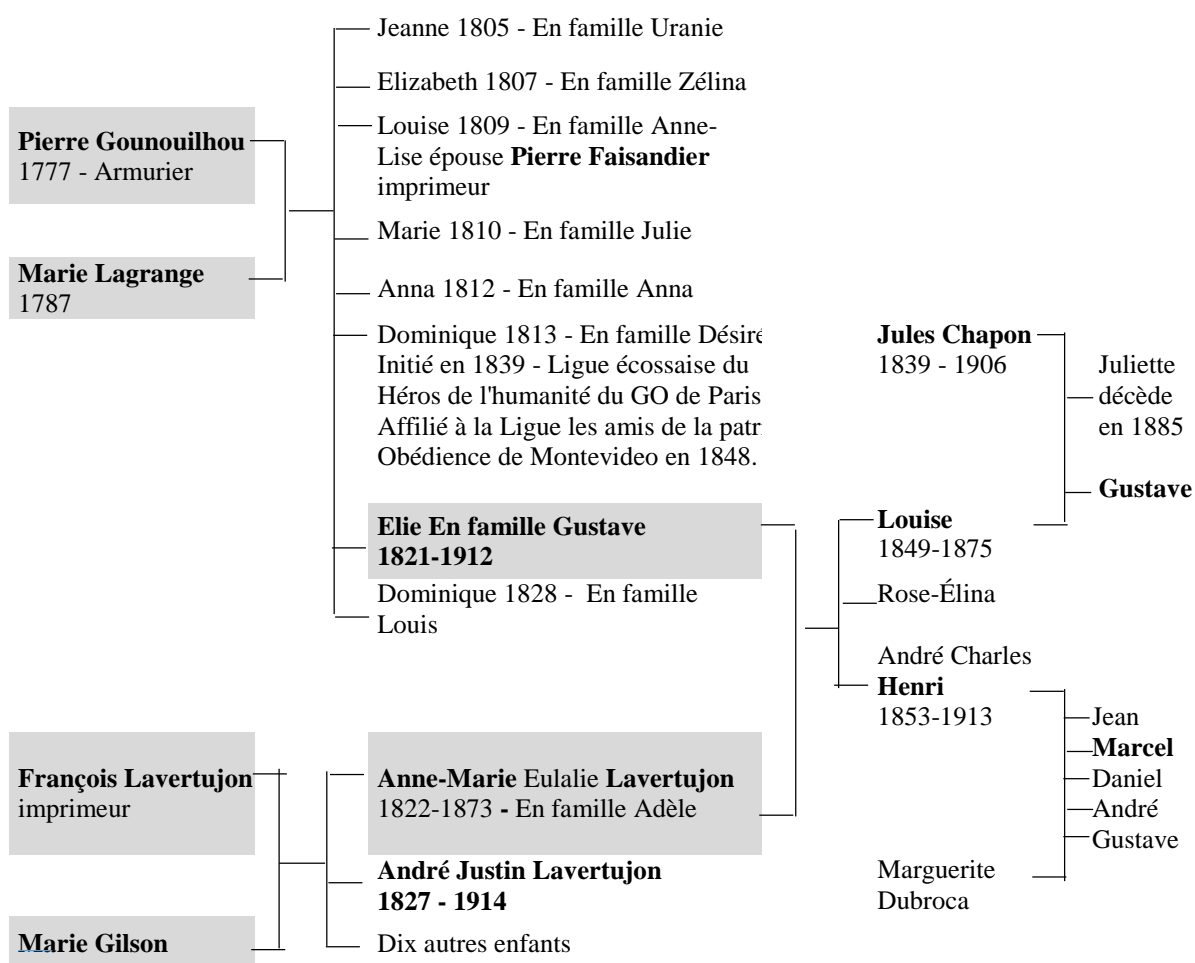 Pierre Gounouilhou
1777 - Armurier
Marie Lagrange
1787
Jeanne 1805 - En famille Uranie
Elizabeth 1807 - En famille Zélina
Louise 1809 - En famille Anne-
Lise épouse Pierre Faisandier
imprimeur
Marie 1810 - En famille Julie
Anna 1812 - En famille Anna
Dominique 1813 - En famille Désiré
Initié en 1839 - Ligue écossaise du
Héros de l'humanité du GO de Paris
Affilié à la Ligue les amis de la patr
Obédience de Montevideo en 1848.
Elie En famille Gustave
1821-1912
Dominique 1828 - En famille
Louis
François Lavertujon
imprimeur
Marie Gilson
Anne-Marie Eulalie Lavertujon
1822-1873 - En famille Adèle
André Justin Lavertujon
1827 - 1914
Dix autres enfants
Jules Chapon
1839 - 1906
Louise
1849-1875
Rose-Élina
André Charles
Henri
1853-1913
Marguerite
Dubroca
Juliette
décède
en 1885
Gustave
Jean
Marcel
Daniel
André
Gustave